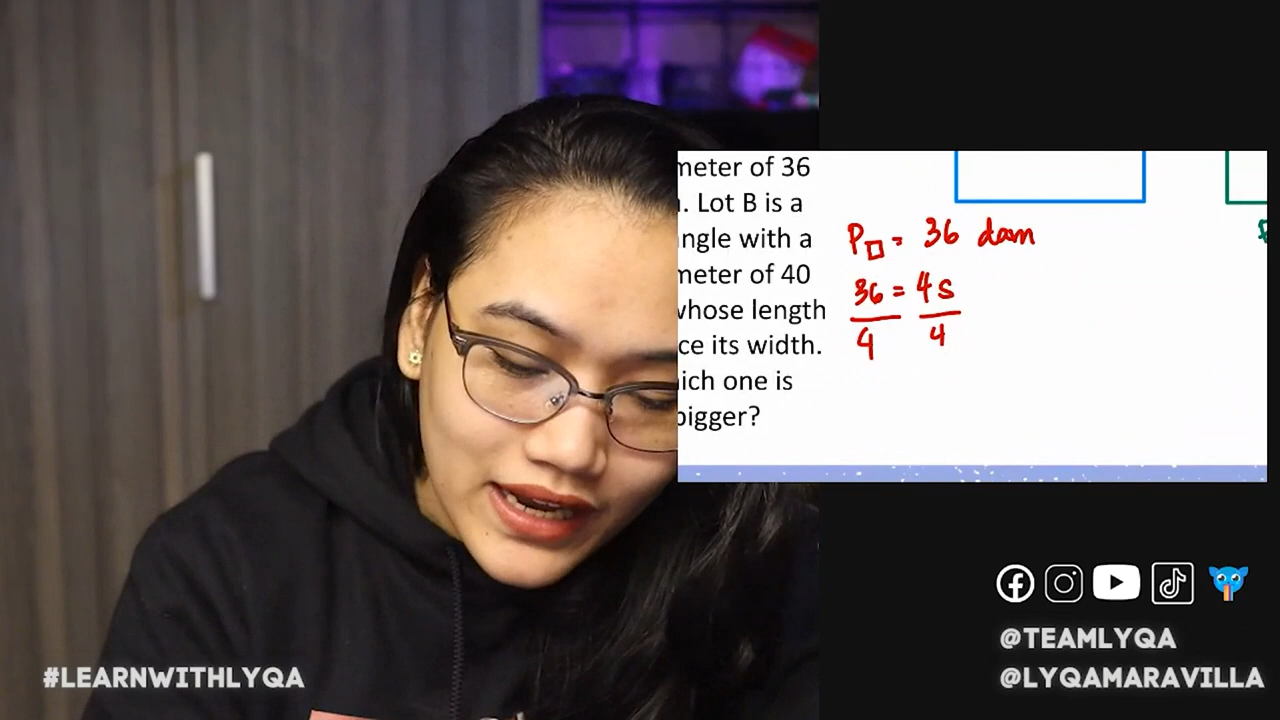 meter of 36
. Lot B is a
ngle with a
meter of 40
whose length
ce its width.
ich one is
bigger?
P□ = 36 dam
36 = 4s
4 4
#LEARNWITHLYQA
@TEAMLYQA
@LYQAMARAVILLA